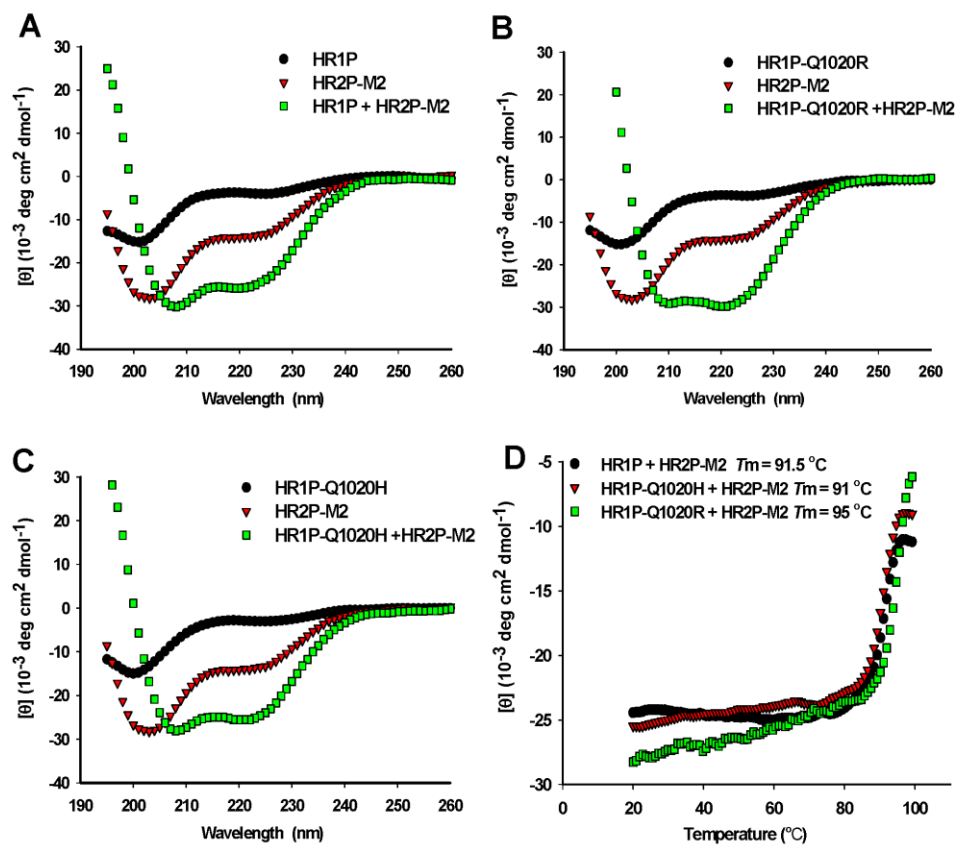 A
HR1P
HR2P-M2
HR1P + HR2P-M2
30
20
10
0
-10
-20
-30
-40
[θ] (10⁻³ deg cm² dmol⁻¹)
190 200 210 220 230 240 250 260
Wavelength (nm)
B
HR1P-Q1020R
HR2P-M2
HR1P-Q1020R +HR2P-M2
30
20
10
0
-10
-20
-30
-40
[θ] (10⁻³ deg cm² dmol⁻¹)
190 200 210 220 230 240 250 260
Wavelength (nm)
C
HR1P-Q1020H
HR2P-M2
HR1P-Q1020H +HR2P-M2
30
20
10
0
-10
-20
-30
-40
[θ] (10⁻³ deg cm² dmol⁻¹)
190 200 210 220 230 240 250 260
Wavelength (nm)
D
HR1P + HR2P-M2 Tm = 91.5 °C
HR1P-Q1020H + HR2P-M2 Tm = 91 °C
HR1P-Q1020R + HR2P-M2 Tm = 95 °C
-5
-10
-15
-20
-25
-30
[θ] (10⁻³ deg cm² dmol⁻¹)
0 20 40 60 80 100
Temperature (°C)